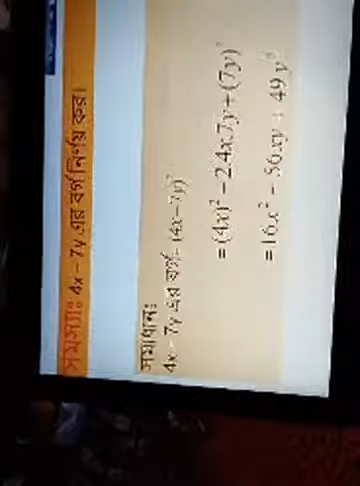 সমস্যা: 4x - 7y এর বর্গ নির্ণয় কর।
সমাধান:
4x - 7y এর বর্গ= (4x-7y)²
=(4x)² - 2.4x.7y+(7y)²
=16x² - 56xy + 49y²